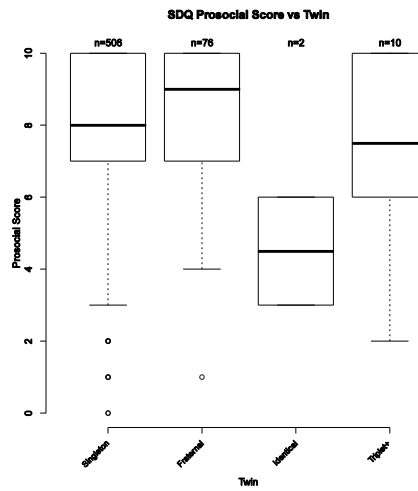 SDQ Prosocial Score vs Twin
n=506 n=76 n=2 n=10
10
8
6
4
2
0
Prosocial Score
Singleton Fraternal Identical Triplet+
Twin